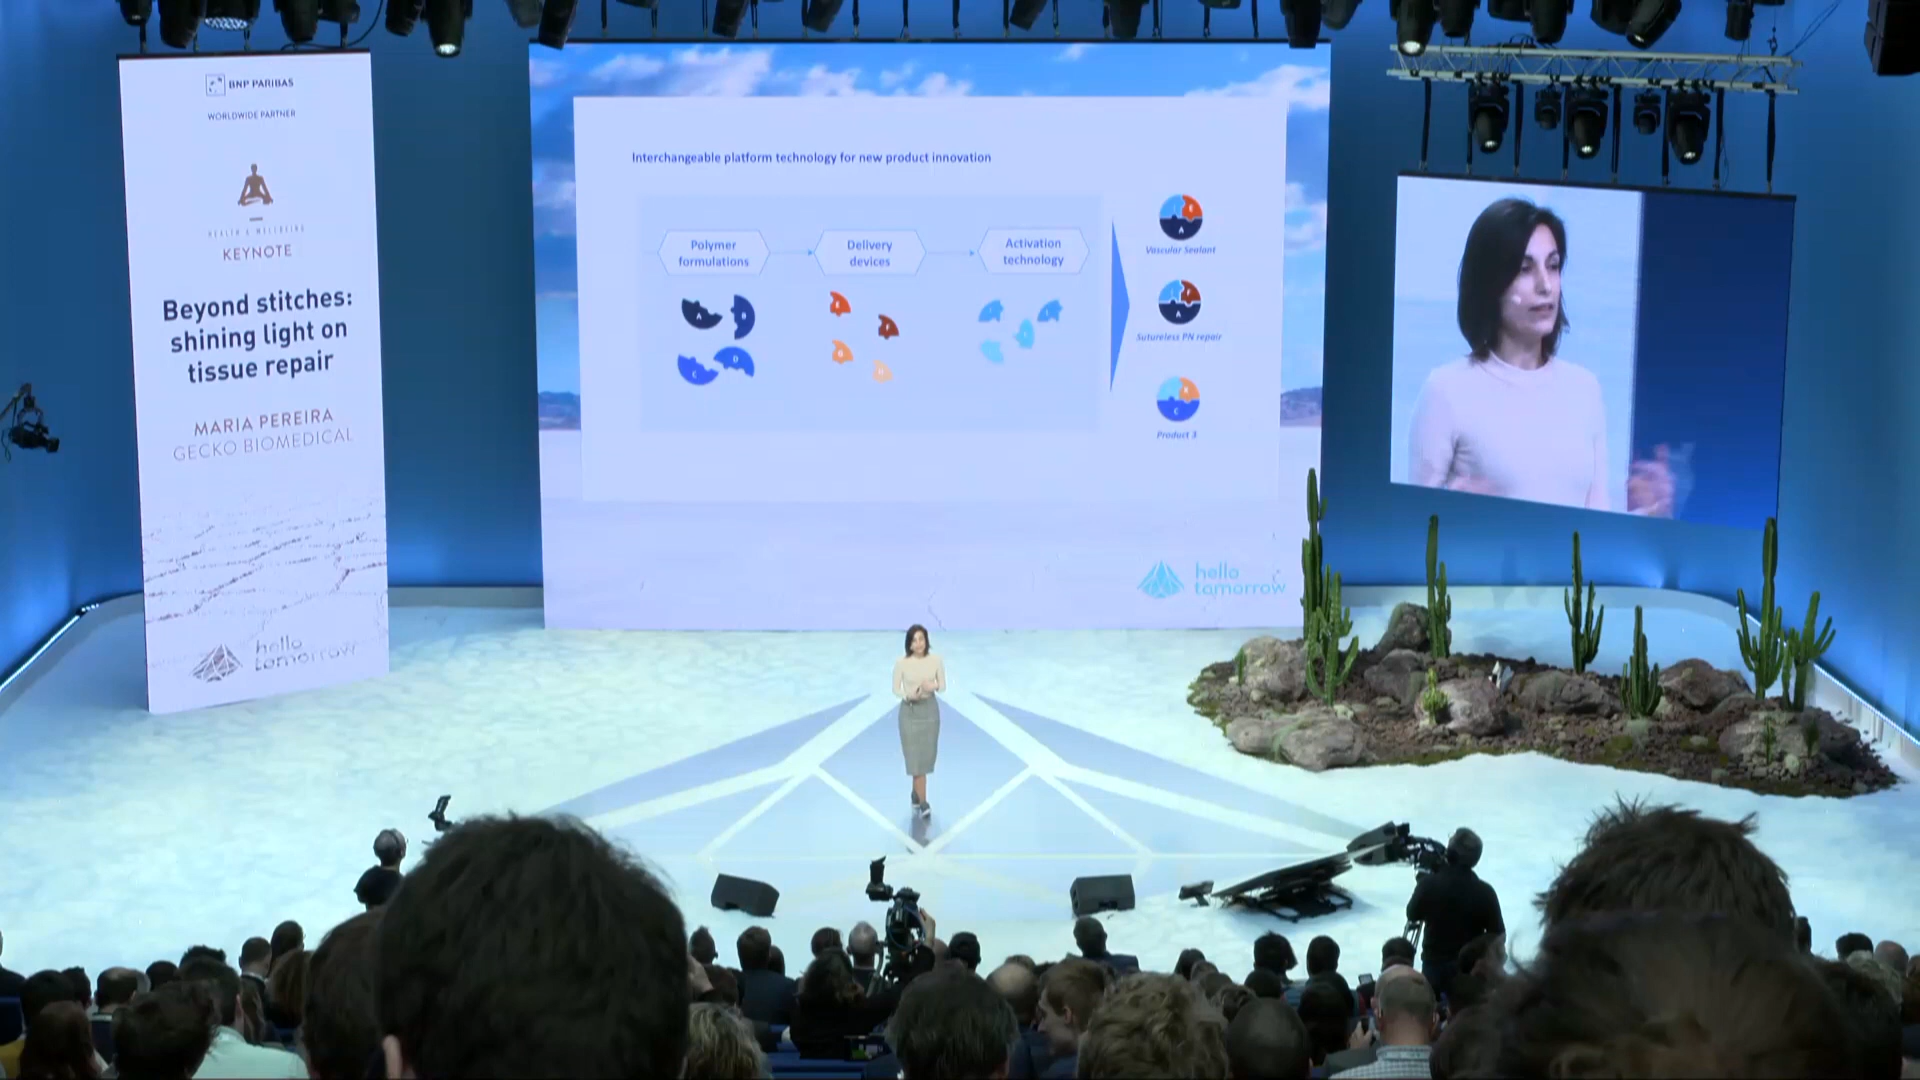 BNP PARIBAS
WORLDWIDE PARTNER
HEALTH & WELLBEING
KEYNOTE
Beyond stitches:
shining light on
tissue repair
MARIA PEREIRA
GECKO BIOMEDICAL
hello
tomorrow
Interchangeable platform technology for new product innovation
Polymer
formulations
Delivery
devices
Activation
technology
A
B
C
D
E
F
G
H
A
Vascular Sealant
A
Sutureless PN repair
C
Product 3
hello
tomorrow